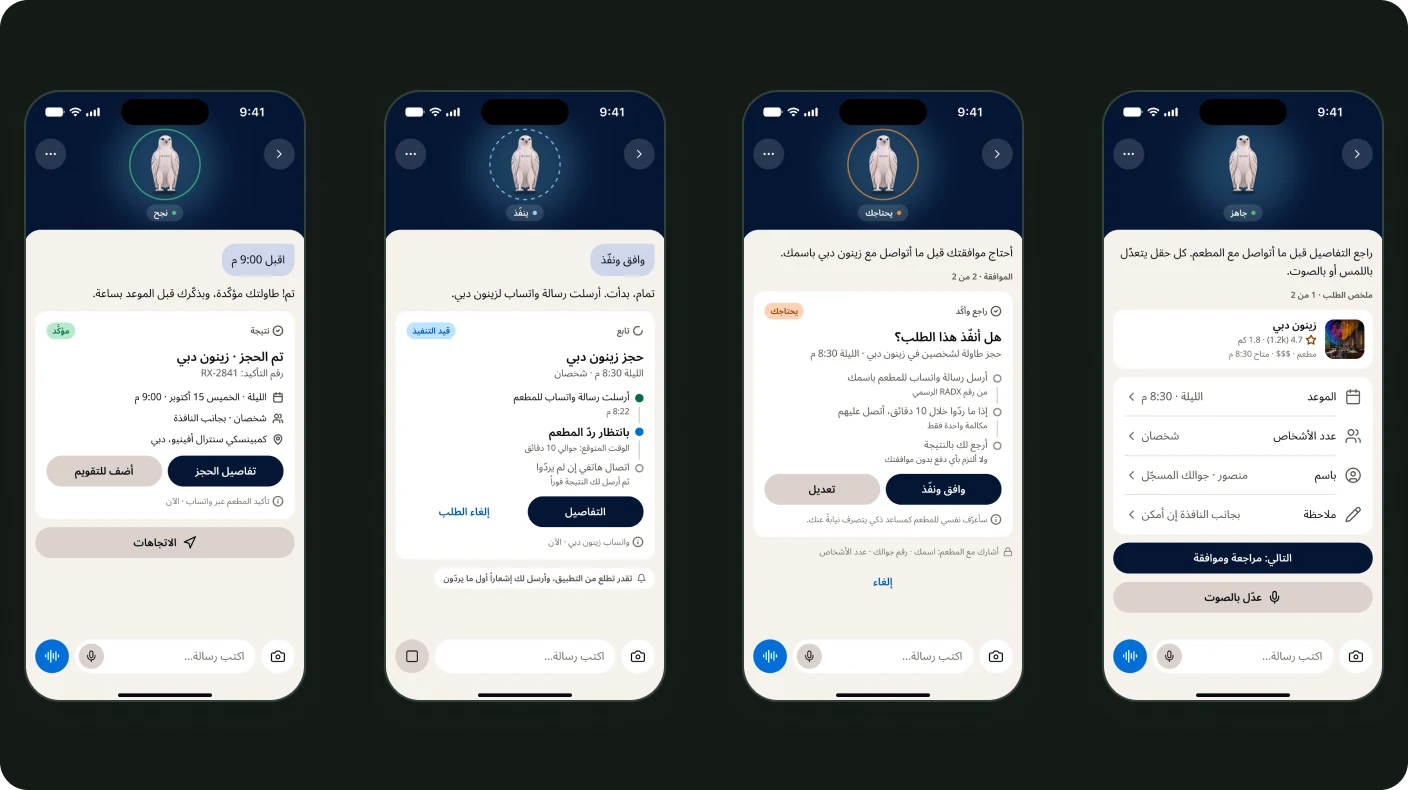 9:41
جاهز
راجع التفاصيل قبل ما أتواصل مع المطعم. كل حقل يتعدّل
باللمس أو بالصوت.
ملخص الطلب · 1 من 2
زينون دبي
4.7 (1.2k) · 1.8 كم
مطعم · $$$ · متاح 8:30 م
الموعد
الليلة · 8:30 م
عدد الأشخاص
شخصان
باسم
منصور · جوالك المسجّل
ملاحظة
بجانب النافذة إن أمكن
التالي: مراجعة وموافقة
عدّل بالصوت
اكتب رسالة...
9:41
يحتاجك
أحتاج موافقتك قبل ما أتواصل مع زينون دبي باسمك.
الموافقة · 2 من 2
راجع وأكّد
يحتاجك
هل أنفّذ هذا الطلب؟
حجز طاولة لشخصين في زينون دبي · الليلة 8:30 م
أرسل رسالة واتساب للمطعم باسمك
من رقم RADX الرسمي
إذا ما ردّوا خلال 10 دقائق، أتصل عليهم
مكالمة واحدة فقط
أرجع لك بالنتيجة
ولا ألتزم بأي دفع بدون موافقتك
وافق ونفّذ
تعديل
سأعرّف نفسي للمطعم كمساعد ذكي يتصرف نيابةً عنك.
أشارك مع المطعم: اسمك · رقم جوالك · عدد الأشخاص
إلغاء
اكتب رسالة...
9:41
ينفّذ
وافق ونفّذ
تمام، بدأت. أرسلت رسالة واتساب لزينون دبي.
تابع
قيد التنفيذ
حجز زينون دبي
الليلة 8:30 م · شخصان
أرسلت رسالة واتساب للمطعم
8:22 م
بانتظار ردّ المطعم
الوقت المتوقع: حوالي 10 دقائق
اتصال هاتفي إن لم يردّوا
ثم أرسل لك النتيجة فوراً
التفاصيل
إلغاء الطلب
واتساب زينون دبي · الآن
تقدر تطلع من التطبيق، وأرسل لك إشعاراً أول ما يردّون
اكتب رسالة...
9:41
نجح
اقبل 9:00 م
تم! طاولتك مؤكّدة، وبذكّرك قبل الموعد بساعة.
نتيجة
مؤكّد
تم الحجز · زينون دبي
رقم التأكيد: RX-2841
الليلة · الخميس 15 أكتوبر · 9:00 م
شخصان · بجانب النافذة
كمبينسكي سنترال أفينيو، دبي
تفاصيل الحجز
أضف للتقويم
تأكيد المطعم عبر واتساب · الآن
الاتجاهات
اكتب رسالة...